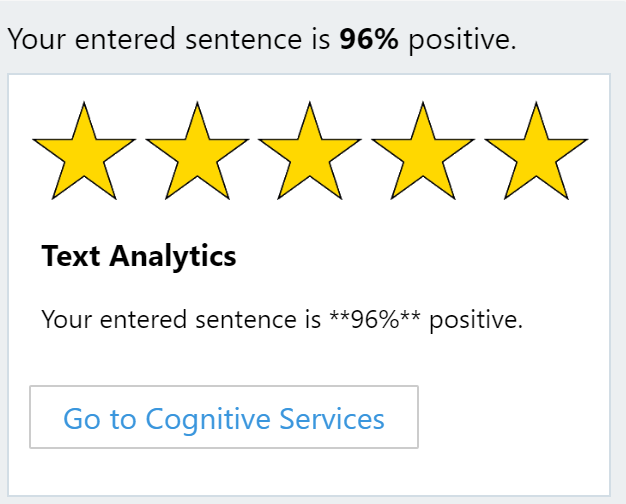 Your entered sentence is 96% positive.
Text Analytics
Your entered sentence is **96%** positive.
Go to Cognitive Services